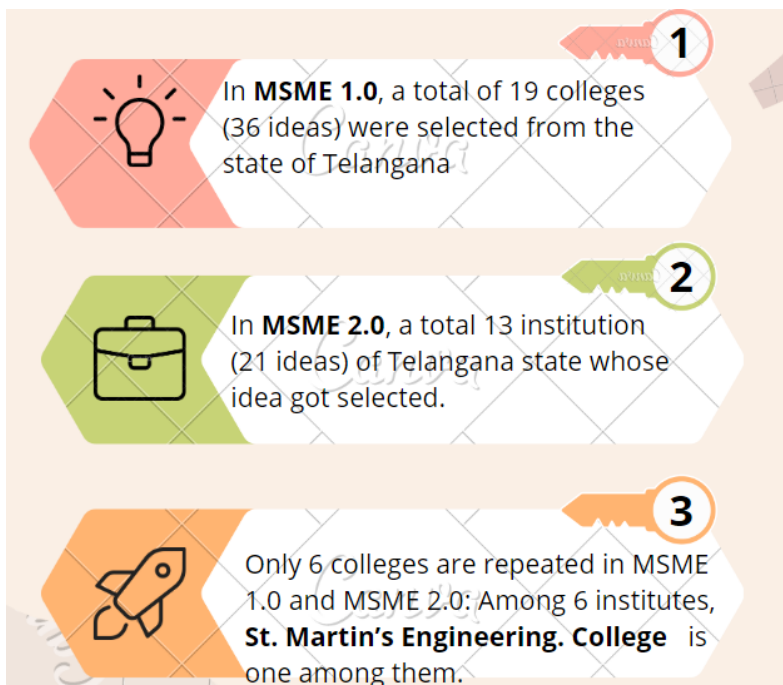 1
In MSME 1.0, a total of 19 colleges
(36 ideas) were selected from the
state of Telangana
Canva
2
In MSME 2.0, a total 13 institution
(21 ideas) of Telangana state whose
idea got selected.
Canva
3
Only 6 colleges are repeated in MSME
1.0 and MSME 2.0: Among 6 institutes,
St. Martin’s Engineering. College is
one among them.
Canva